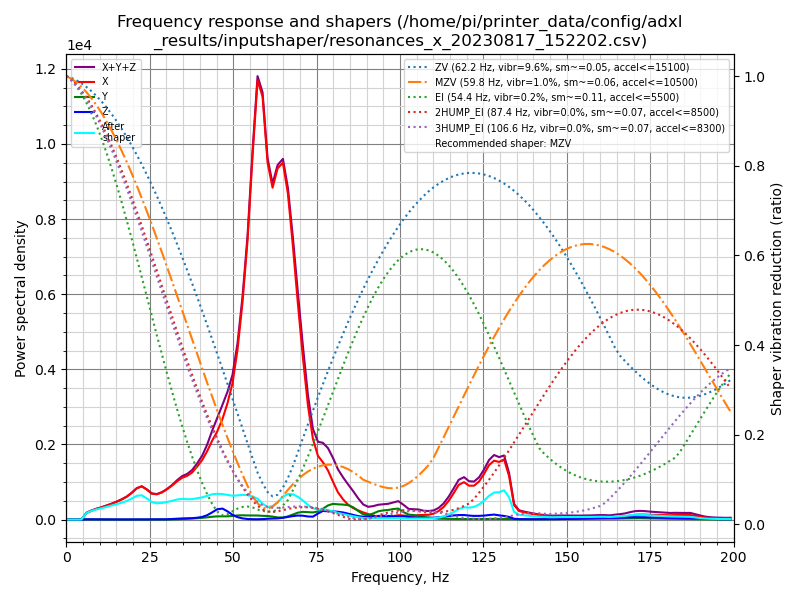 Frequency response and shapers (/home/pi/printer_data/config/adxl
_results/inputshaper/resonances_x_20230817_152202.csv)
1e4
X+Y+Z
X
Y
Z
After
shaper
ZV (62.2 Hz, vibr=9.6%, sm~=0.05, accel<=15100)
MZV (59.8 Hz, vibr=1.0%, sm~=0.06, accel<=10500)
EI (54.4 Hz, vibr=0.2%, sm~=0.11, accel<=5500)
2HUMP_EI (87.4 Hz, vibr=0.0%, sm~=0.07, accel<=8500)
3HUMP_EI (106.6 Hz, vibr=0.0%, sm~=0.07, accel<=8300)
Recommended shaper: MZV
Power spectral density
1.2
1.0
0.8
0.6
0.4
0.2
0.0
1.0
0.8
0.6
0.4
0.2
0.0
Shaper vibration reduction (ratio)
0 25 50 75 100 125 150 175 200
Frequency, Hz